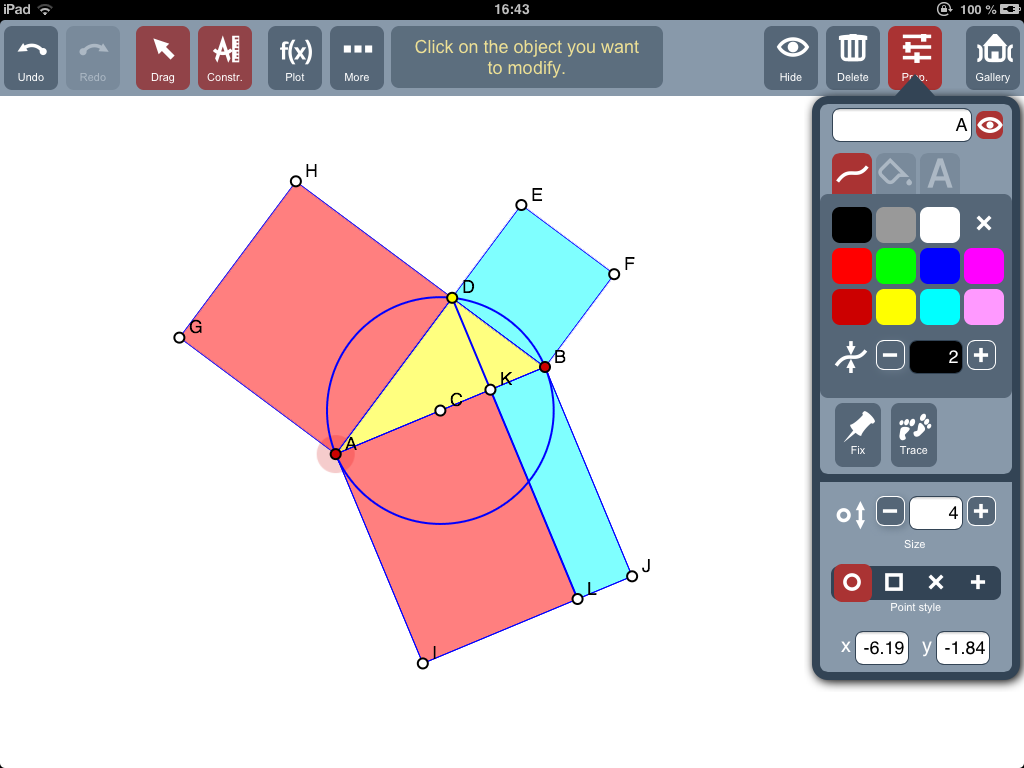 iPad 16:43 100 %
Undo Redo Drag Constr. f(x) Plot More Click on the object you want
to modify. Hide Delete Prop. Gallery
A
A
H
E
F
D
G
B
K
C
A
2
Fix Trace
4
Size
J
L
Point style
I
x -6.19 y -1.84